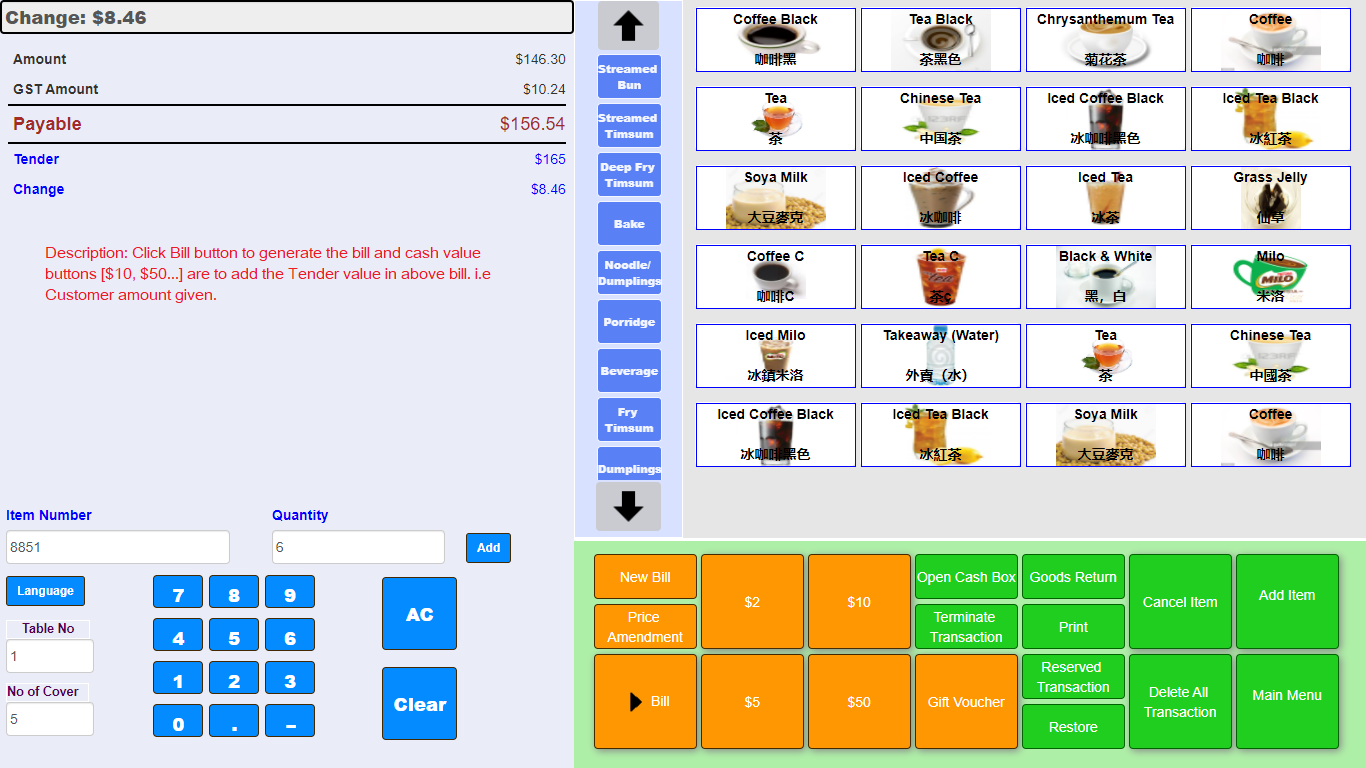 Change: $8.46
Amount $146.30
GST Amount $10.24
Payable $156.54
Tender $165
Change $8.46
Description: Click Bill button to generate the bill and cash value
buttons [$10, $50...] are to add the Tender value in above bill. i.e
Customer amount given.
Item Number
8851
Quantity
6
Add
Language
Table No
1
No of Cover
5
7 8 9
4 5 6
1 2 3
0 . –
AC
Clear
Streamed
Bun
Streamed
Timsum
Deep Fry
Timsum
Bake
Noodle/
Dumplings
Porridge
Beverage
Fry
Timsum
Dumplings
Coffee Black
咖啡黑
Tea Black
茶黑色
Chrysanthemum Tea
菊花茶
Coffee
咖啡
Tea
茶
Chinese Tea
中国茶
Iced Coffee Black
冰咖啡黑色
Iced Tea Black
冰紅茶
Soya Milk
大豆麥克
Iced Coffee
冰咖啡
Iced Tea
冰茶
Grass Jelly
仙草
Coffee C
咖啡C
Tea C
茶c
Black & White
黑，白
Milo
MILO
米洛
Iced Milo
冰鎮米洛
Takeaway (Water)
外賣（水）
Tea
茶
Chinese Tea
中國茶
Iced Coffee Black
冰咖啡黑色
Iced Tea Black
冰紅茶
Soya Milk
大豆麥克
Coffee
咖啡
New Bill
Price
Amendment
$2
$10
Open Cash Box
Terminate
Transaction
Goods Return
Print
Cancel Item
Add Item
Bill
$5
$50
Gift Voucher
Reserved
Transaction
Restore
Delete All
Transaction
Main Menu